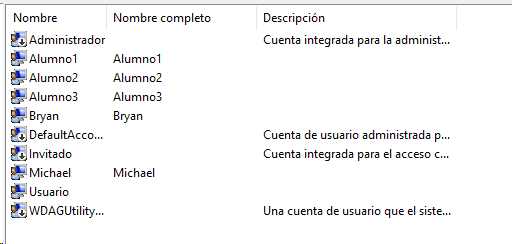 Nombre Nombre completo Descripción
Administrador Cuenta integrada para la administ...
Alumno1 Alumno1
Alumno2 Alumno2
Alumno3 Alumno3
Bryan Bryan
DefaultAcco... Cuenta de usuario administrada p...
Invitado Cuenta integrada para el acceso c...
Michael Michael
Usuario
WDAGUtility... Una cuenta de usuario que el siste...